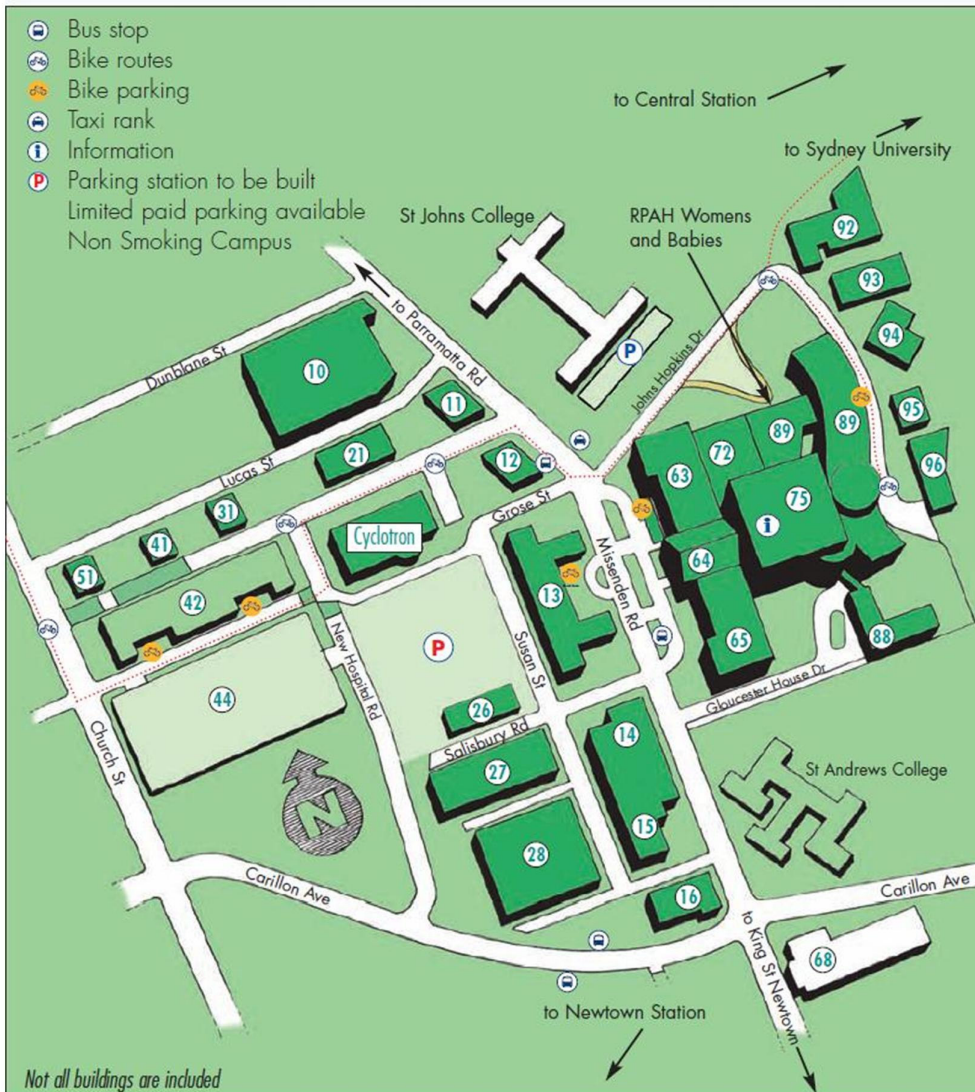 Bus stop
Bike routes
Bike parking
Taxi rank
i Information
P Parking station to be built
Limited paid parking available
Non Smoking Campus
to Central Station
to Sydney University
St Johns College
RPAH Womens
and Babies
92
93
94
95
96
to Parramatta Rd
Dunblane St
10
P
Johns Hopkins Dr
11
Lucas St
21
12
63
72
89
89
31
Grose St
75
i
Cyclotron
41
51
64
42
13
Missenden Rd
65
88
New Hospital Rd
P
Susan St
Gloucester House Dr
44
26
Salisbury Rd
14
Church St
27
St Andrews College
N
15
28
Carillon Ave
16
Carillon Ave
68
to King St Newtown
to Newtown Station
Not all buildings are included